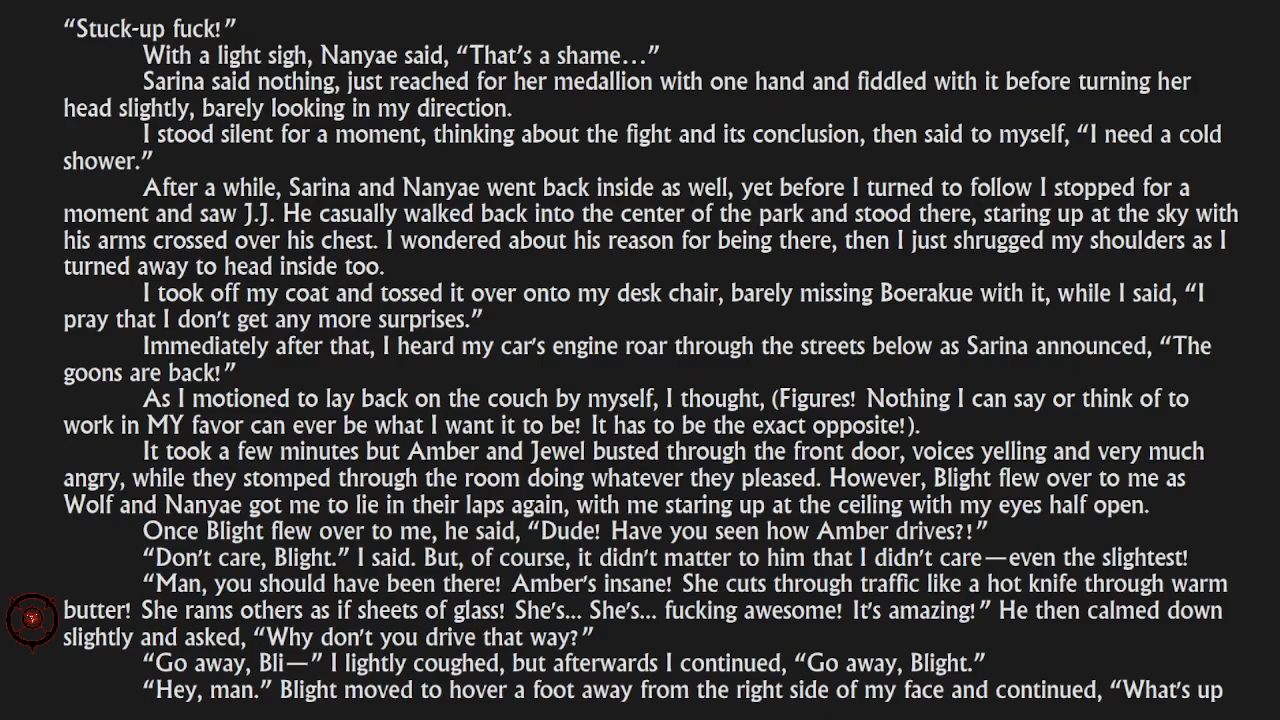 “Stuck-up fuck!”
With a light sigh, Nanyae said, “That’s a shame…”
Sarina said nothing, just reached for her medallion with one hand and fiddled with it before turning her
head slightly, barely looking in my direction.
I stood silent for a moment, thinking about the fight and its conclusion, then said to myself, “I need a cold
shower.”
After a while, Sarina and Nanyae went back inside as well, yet before I turned to follow I stopped for a
moment and saw J.J. He casually walked back into the center of the park and stood there, staring up at the sky with
his arms crossed over his chest. I wondered about his reason for being there, then I just shrugged my shoulders as I
turned away to head inside too.
I took off my coat and tossed it over onto my desk chair, barely missing Boerakue with it, while I said, “I
pray that I don't get any more surprises.”
Immediately after that, I heard my car's engine roar through the streets below as Sarina announced, “The
goons are back!”
As I motioned to lay back on the couch by myself, I thought, (Figures! Nothing I can say or think of to
work in MY favor can ever be what I want it to be! It has to be the exact opposite!).
It took a few minutes but Amber and Jewel busted through the front door, voices yelling and very much
angry, while they stomped through the room doing whatever they pleased. However, Blight flew over to me as
Wolf and Nanyae got me to lie in their laps again, with me staring up at the ceiling with my eyes half open.
Once Blight flew over to me, he said, “Dude! Have you seen how Amber drives?!”
“Don't care, Blight.” I said. But, of course, it didn't matter to him that I didn't care—even the slightest!
“Man, you should have been there! Amber's insane! She cuts through traffic like a hot knife through warm
butter! She rams others as if sheets of glass! She's... She's... fucking awesome! It's amazing!” He then calmed down
slightly and asked, “Why don't you drive that way?”
“Go away, Bli—” I lightly coughed, but afterwards I continued, “Go away, Blight.”
“Hey, man.” Blight moved to hover a foot away from the right side of my face and continued, “What's up